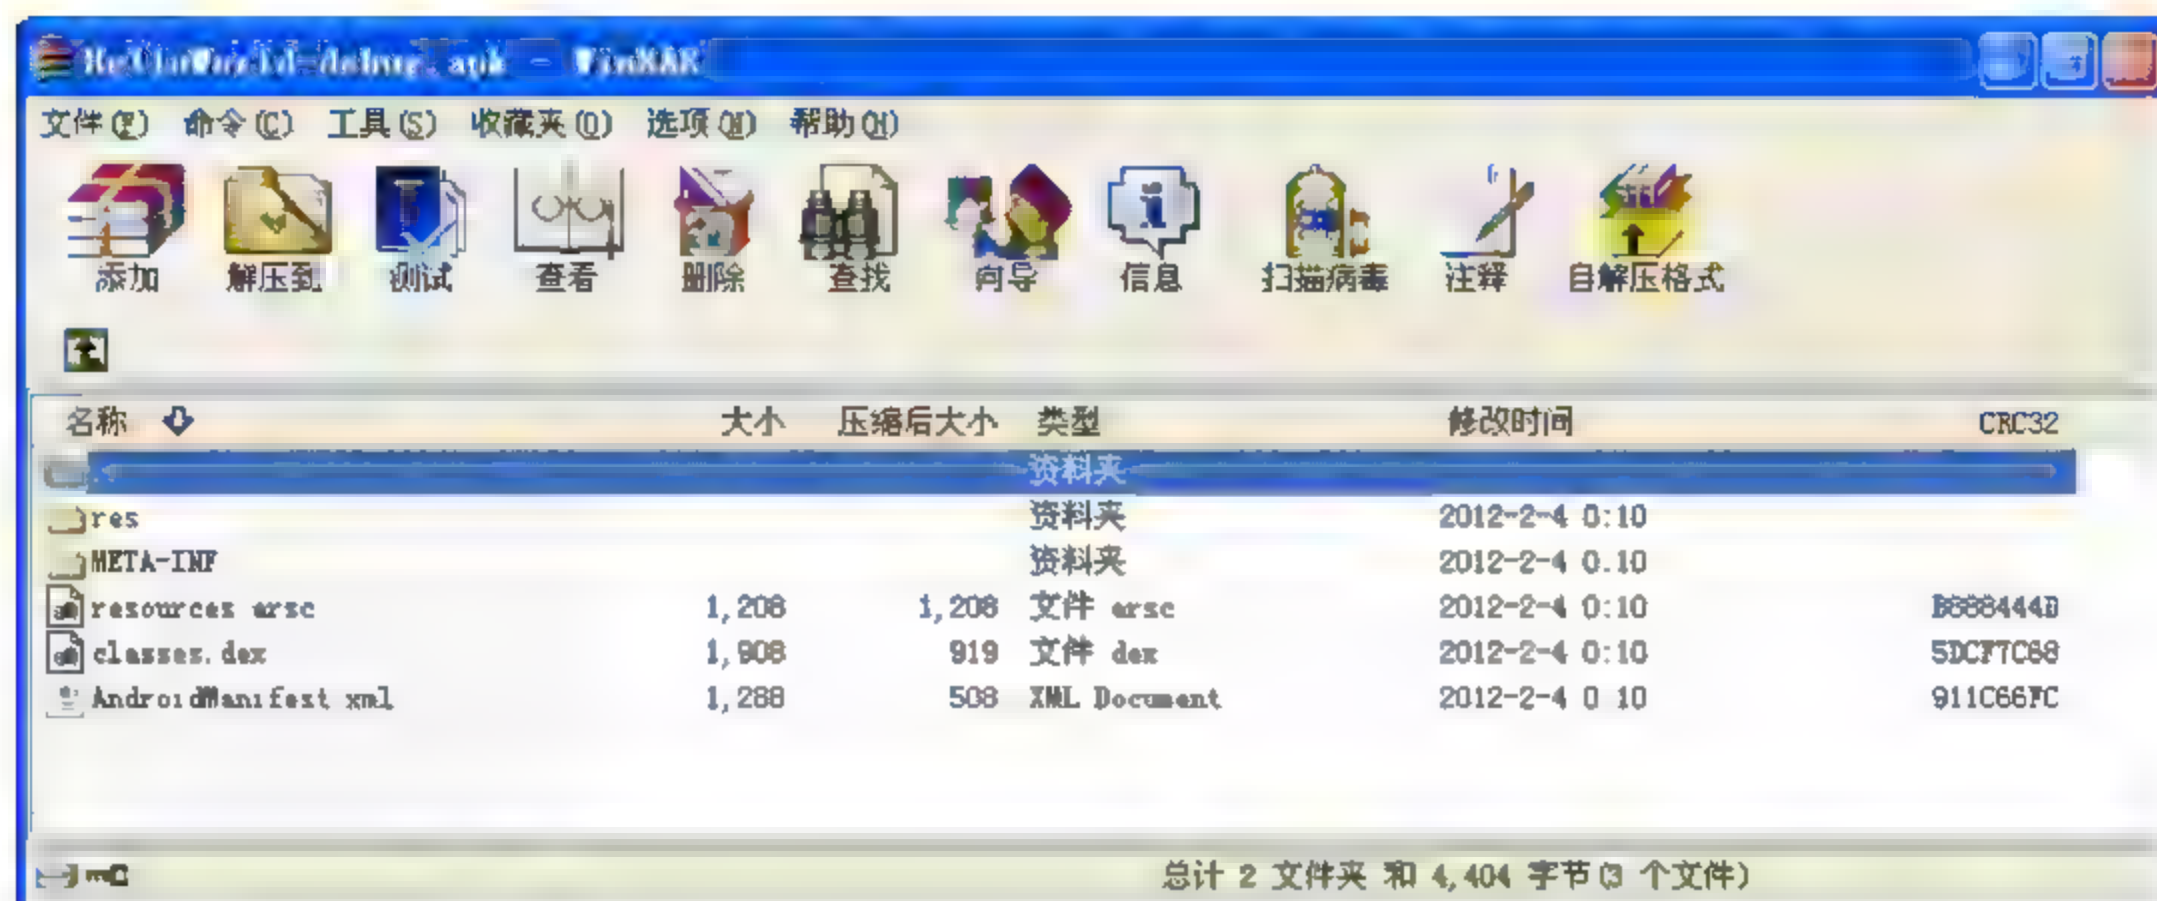 HelloWorld-debug.apk - WinRAR
文件(F) 命令(C) 工具(S) 收藏夹(O) 选项(N) 帮助(H)
添加 解压到 测试 查看 删除 查找 向导 信息 扫描病毒 注释 自解压格式
名称 大小 压缩后大小 类型 修改时间 CRC32
资料夹
res 资料夹 2012-2-4 0:10
META-INF 资料夹 2012-2-4 0:10
resources.arsc 1,208 1,208 文件 arsc 2012-2-4 0:10
classes.dex 1,908 919 文件 dex 2012-2-4 0:10 5DCF7C68
AndroidManifest.xml 1,288 508 XML Document 2012-2-4 0:10 911C66FC
总计 2 文件夹 和 4,404 字节(3 个文件)